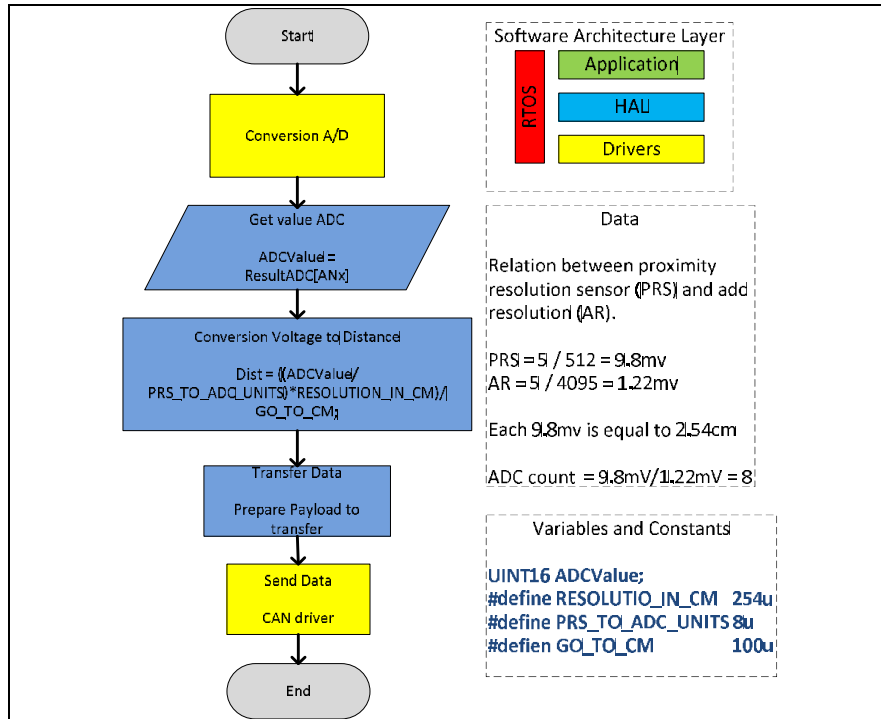 Start
Conversion A/D
Get value ADC
ADCValue =
ResultADC[ANx]
Conversion Voltage to Distance
Dist = ((ADCValue/
PRS_TO_ADC_UNITS)*RESOLUTION_IN_CM)/
GO_TO_CM;
Transfer Data
Prepare Payload to
transfer
Send Data
CAN driver
End
Software Architecture Layer
RTOS
Application
HAL
Drivers
Data
Relation between proximity
resolution sensor (PRS) and add
resolution (AR).
PRS = 5 / 512 = 9.8mv
AR = 5 / 4095 = 1.22mv
Each 9.8mv is equal to 2.54cm
ADC count = 9.8mV/1.22mV = 8
Variables and Constants
UINT16 ADCValue;
#define RESOLUTIO_IN_CM 254u
#define PRS_TO_ADC_UNITS 8u
#defien GO_TO_CM 100u